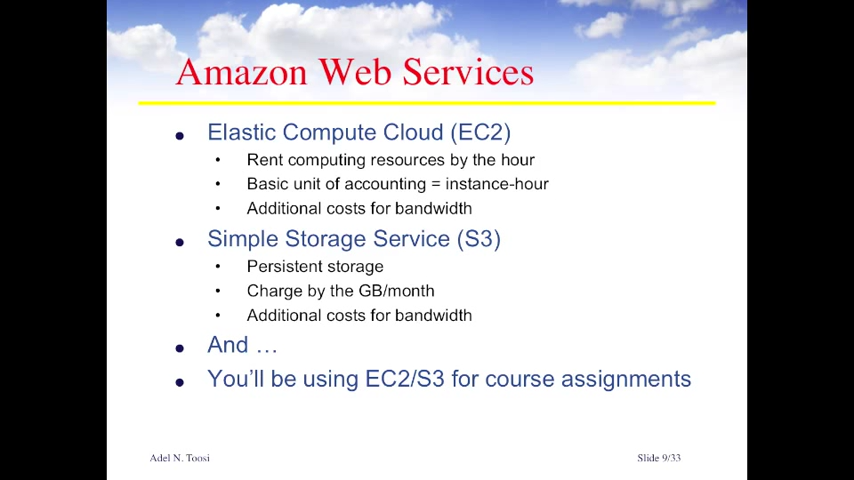 Amazon Web Services
● Elastic Compute Cloud (EC2)
• Rent computing resources by the hour
• Basic unit of accounting = instance-hour
• Additional costs for bandwidth
● Simple Storage Service (S3)
• Persistent storage
• Charge by the GB/month
• Additional costs for bandwidth
● And …
● You’ll be using EC2/S3 for course assignments
Adel N. Toosi
Slide 9/33